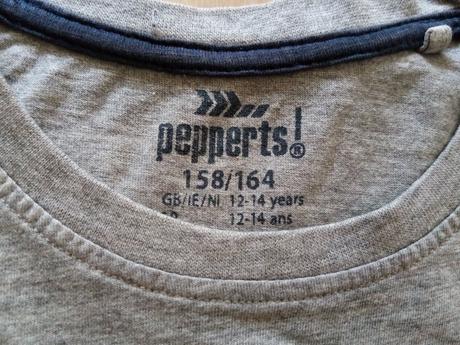 pepperts!®
158/164
GB/IE/NI 12-14 years
12-14 ans